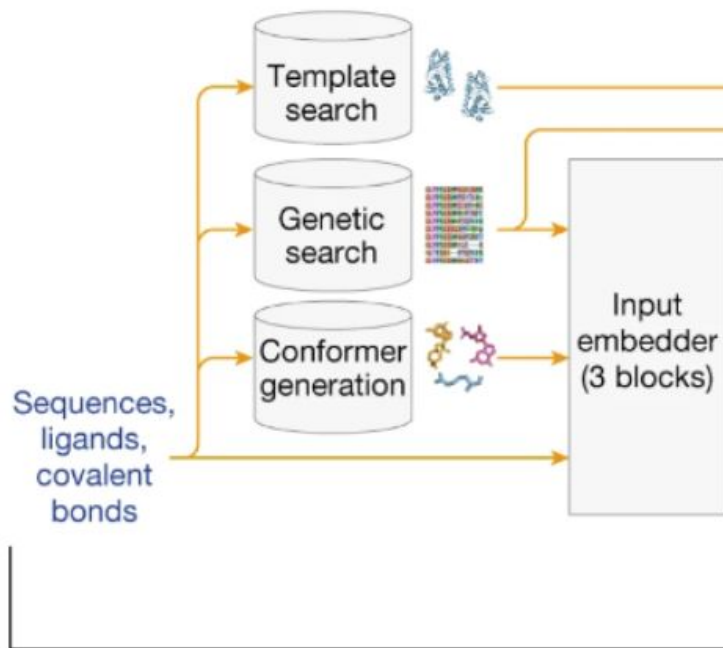 Template
search
Genetic
search
Conformer
generation
Sequences,
ligands,
covalent
bonds
Input
embedder
(3 blocks)